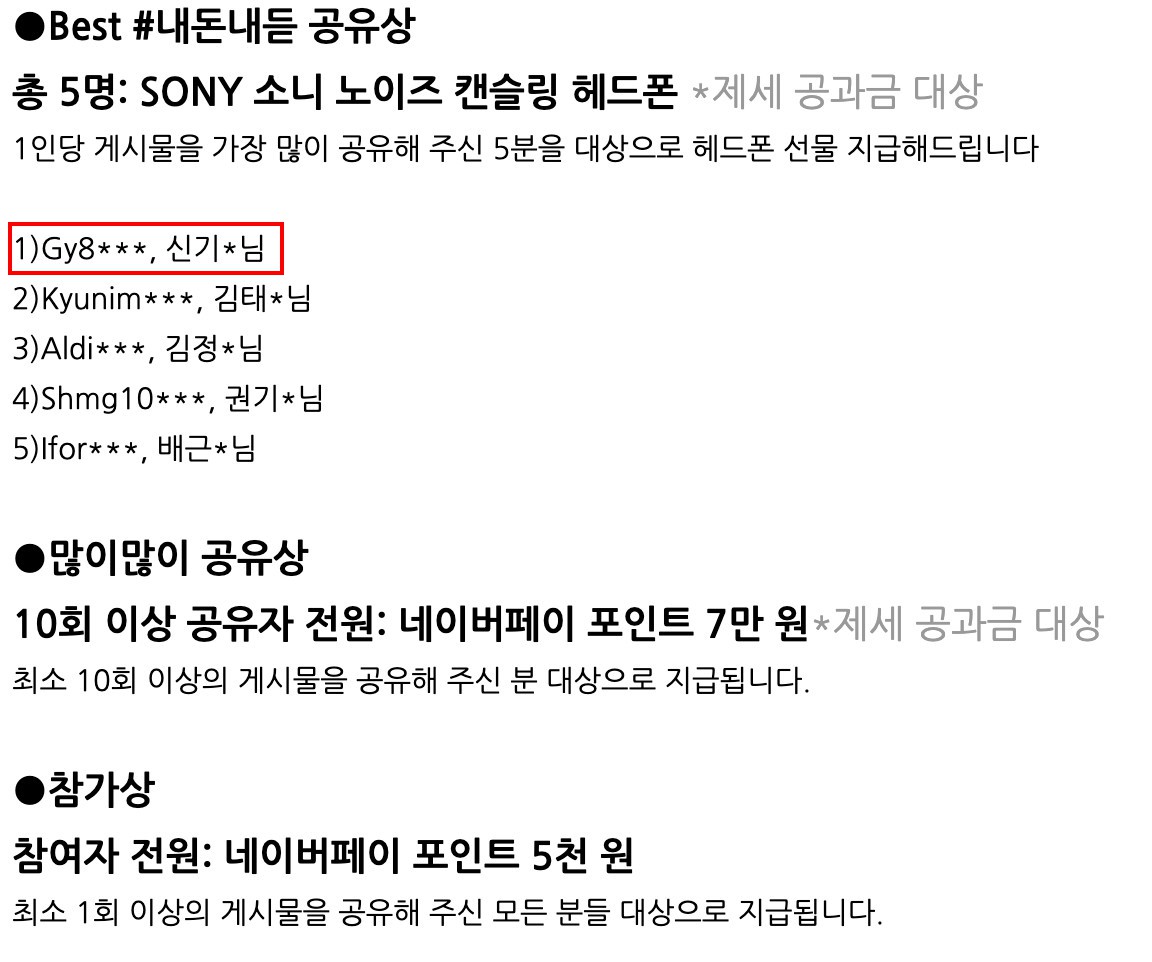 ●Best #내돈내듣 공유상
총 5명: SONY 소니 노이즈 캔슬링 헤드폰 *제세 공과금 대상
1인당 게시물을 가장 많이 공유해 주신 5분을 대상으로 헤드폰 선물 지급해드립니다
1)Gy8***, 신기*님
2)Kyunim***, 김태*님
3)Aldi***, 김정*님
4)Shmg10***, 권기*님
5)Ifor***, 배근*님
●많이많이 공유상
10회 이상 공유자 전원: 네이버페이 포인트 7만 원*제세 공과금 대상
최소 10회 이상의 게시물을 공유해 주신 분 대상으로 지급됩니다.
●참가상
참여자 전원: 네이버페이 포인트 5천 원
최소 1회 이상의 게시물을 공유해 주신 모든 분들 대상으로 지급됩니다.